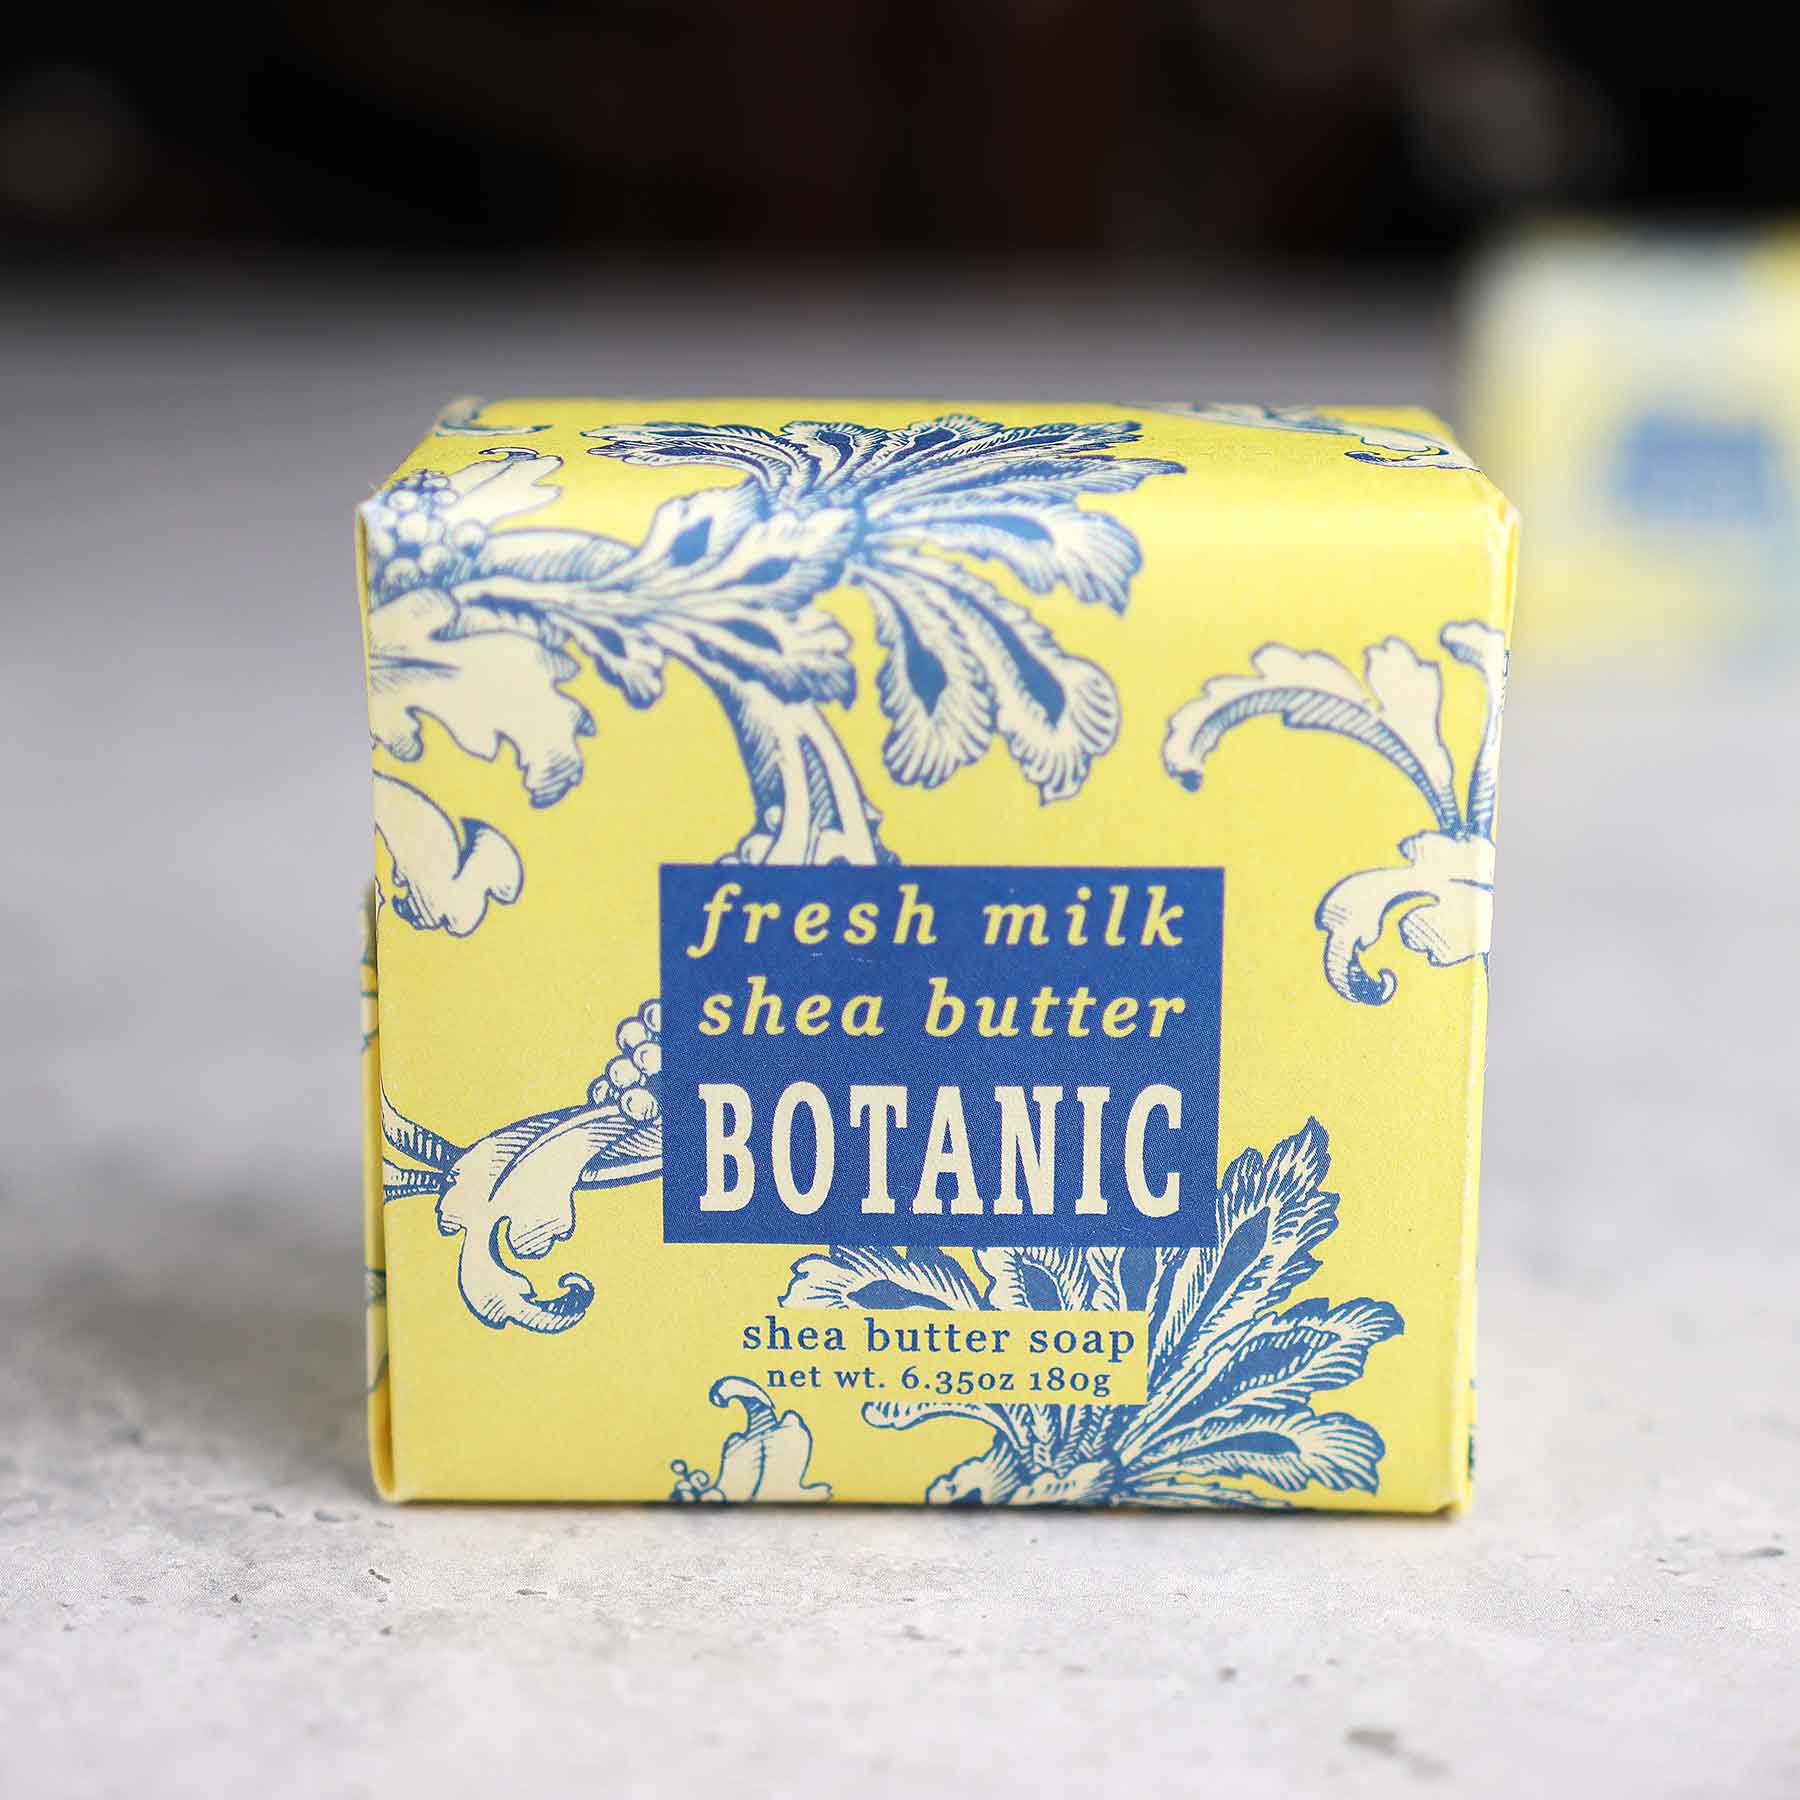 fresh milk
shea butter
BOTANIC
shea butter soap
net wt. 6.35oz 180g